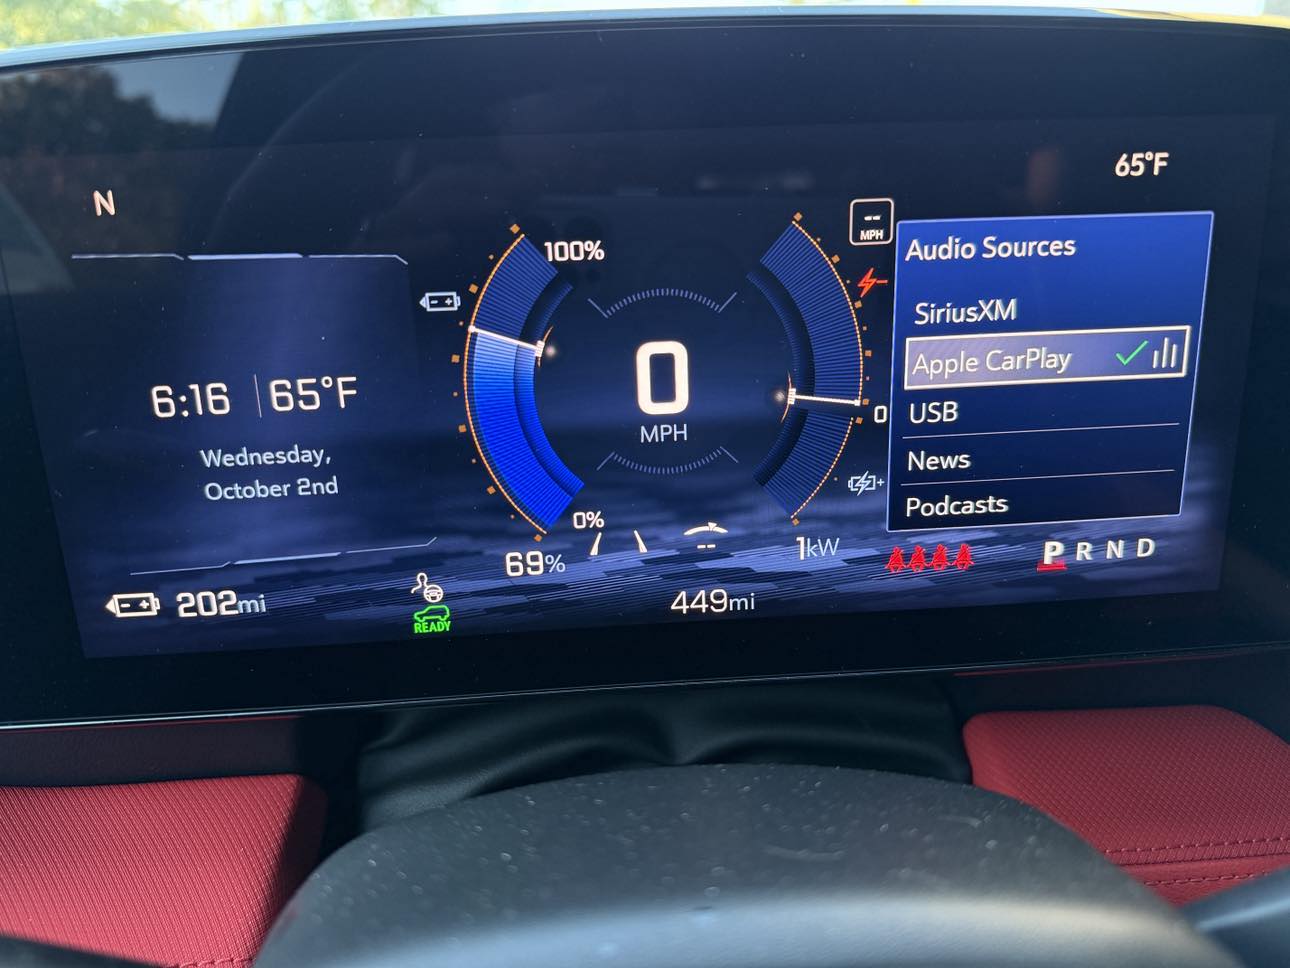 N
65°F
100%
-- MPH
Audio Sources
SiriusXM
Apple CarPlay
USB
News
Podcasts
6:16 65°F
Wednesday,
October 2nd
0
MPH
0
0%
--
69%
1kW
P R N D
202mi
READY
449mi